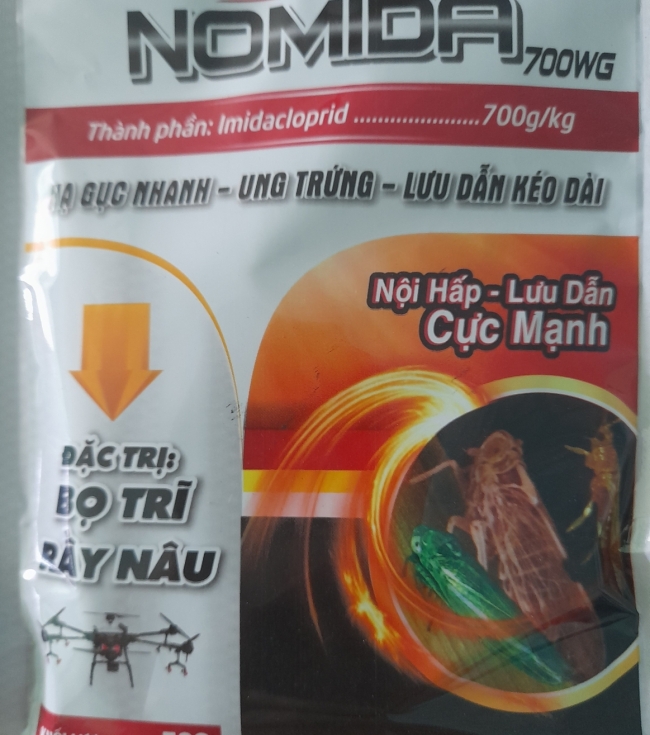 NOMIDA 700WG
Thành phần: Imidacloprid .....................700g/kg
HẠ GỤC NHANH - UNG TRỨNG - LƯU DẪN KÉO DÀI
Nội Hấp - Lưu Dẫn
Cực Mạnh
ĐẶC TRỊ:
BỌ TRĨ
RẦY NÂU